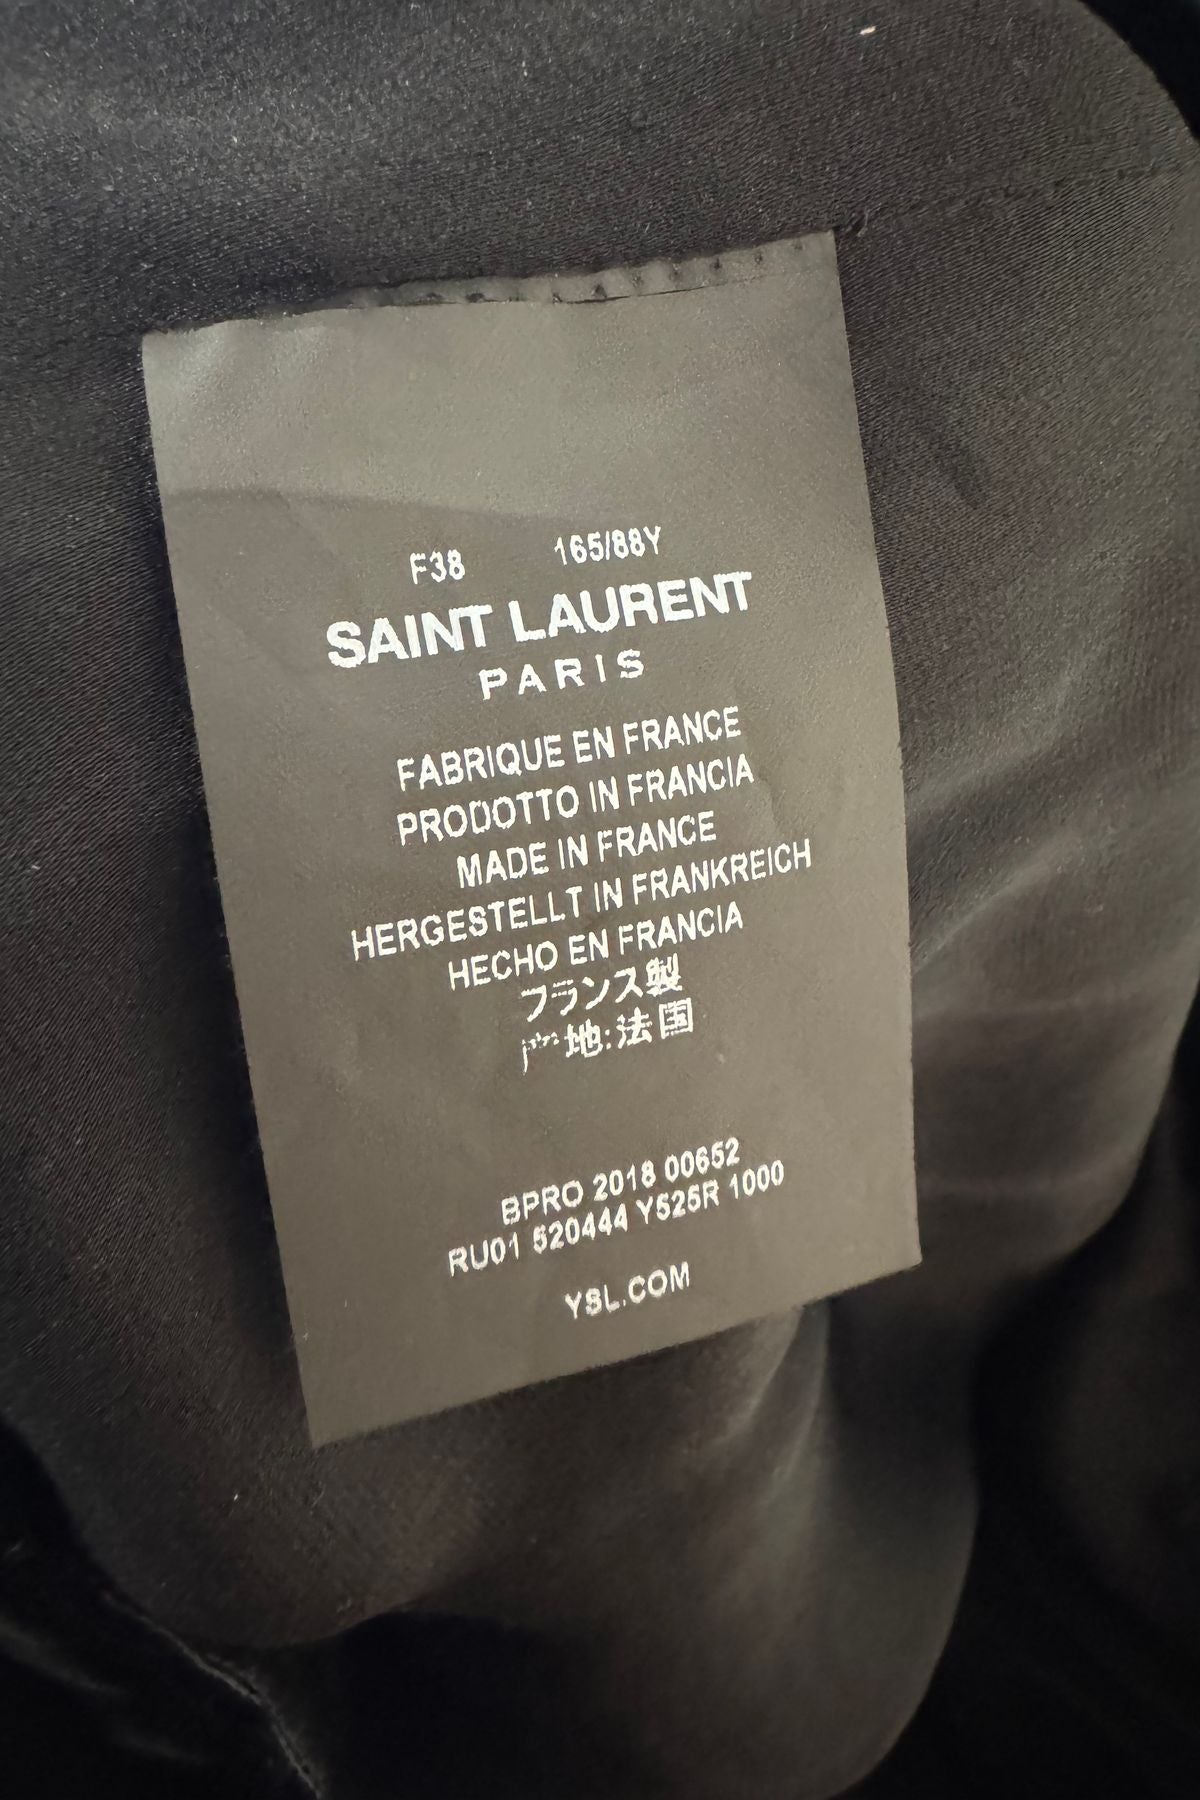 F38 165/88Y
SAINT LAURENT
PARIS
FABRIQUE EN FRANCE
PRODOTTO IN FRANCIA
MADE IN FRANCE
HERGESTELLT IN FRANKREICH
HECHO EN FRANCIA
フランス製
产地:法国
BPRO 2018 00652
RU01 520444 Y525R 1000
YSL.COM